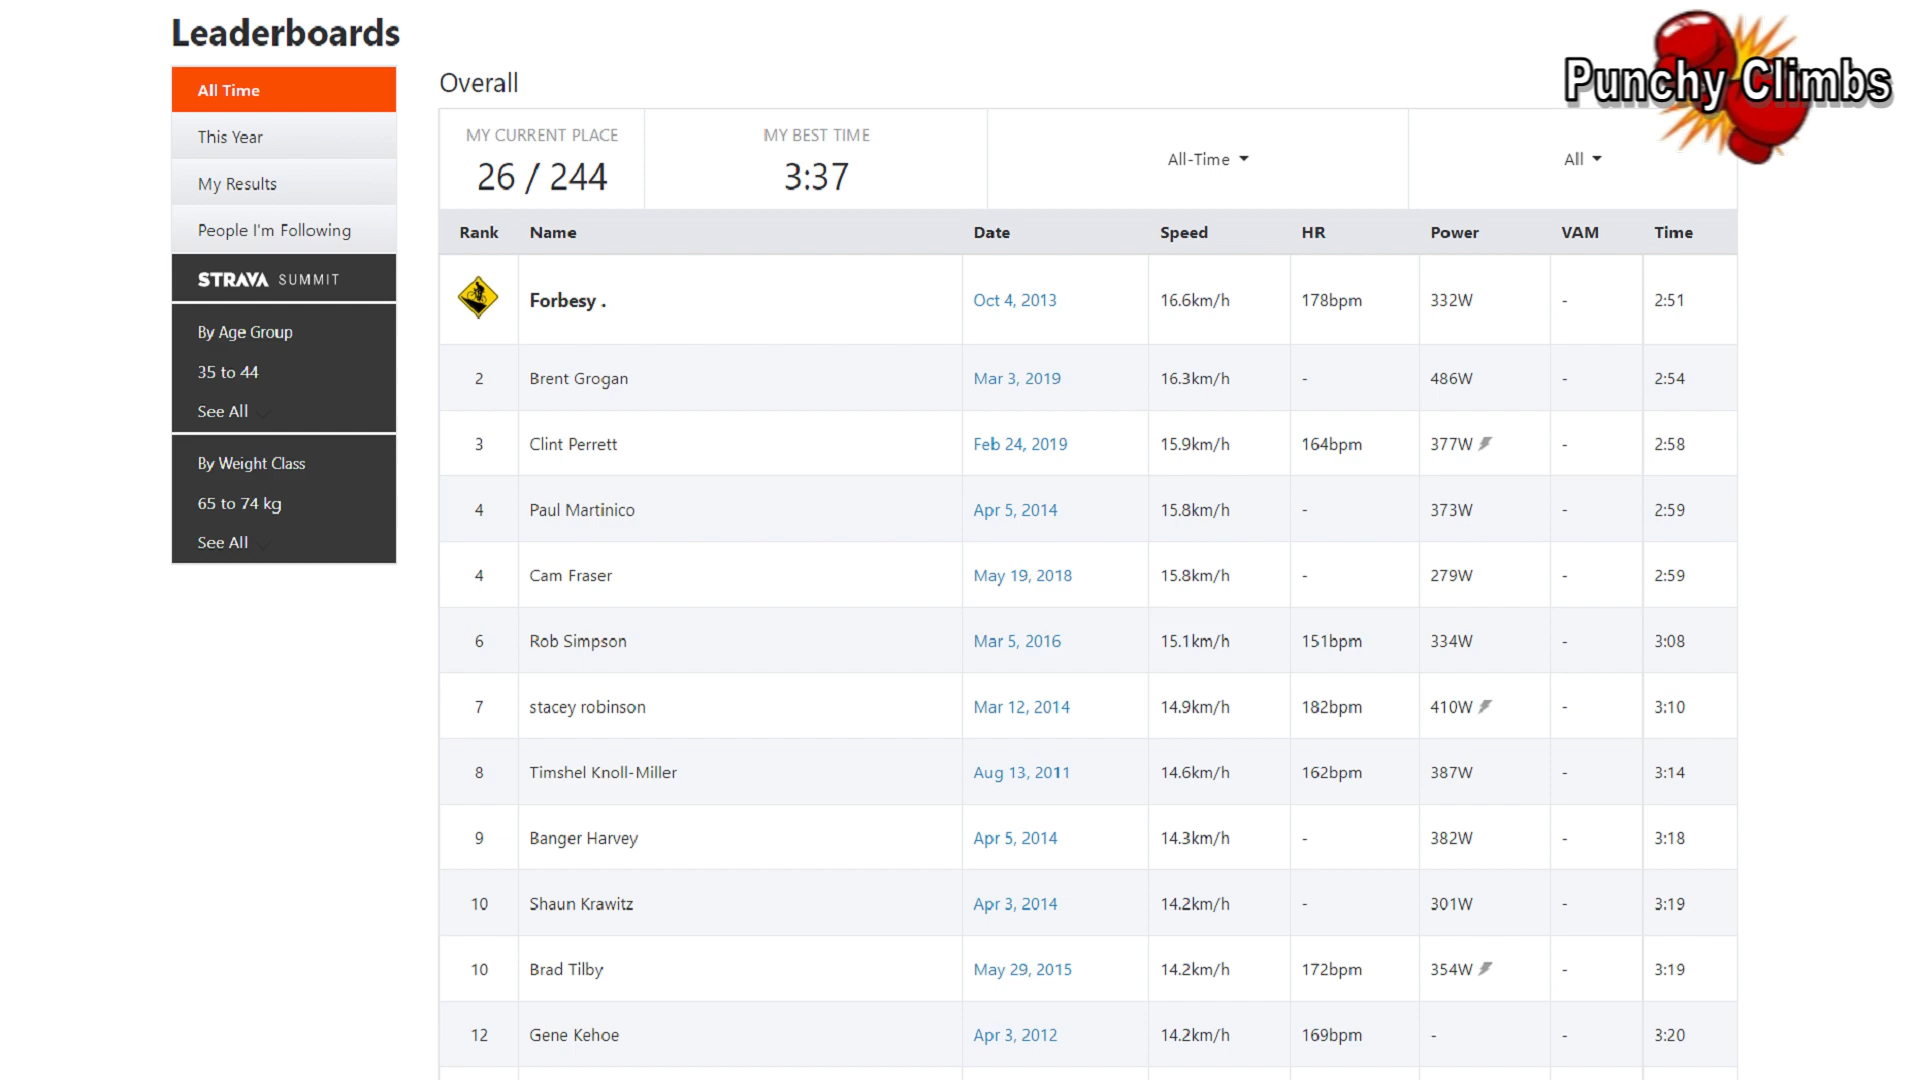 Leaderboards
Punchy Climbs
All Time
This Year
My Results
People I'm Following
STRAVA SUMMIT
By Age Group
35 to 44
See All
By Weight Class
65 to 74 kg
See All
Overall
MY CURRENT PLACE MY BEST TIME
26 / 244 3:37 All-Time All
Rank Name Date Speed HR Power VAM Time
Forbesy . Oct 4, 2013 16.6km/h 178bpm 332W - 2:51
2 Brent Grogan Mar 3, 2019 16.3km/h - 486W - 2:54
3 Clint Perrett Feb 24, 2019 15.9km/h 164bpm 377W - 2:58
4 Paul Martinico Apr 5, 2014 15.8km/h - 373W - 2:59
4 Cam Fraser May 19, 2018 15.8km/h - 279W - 2:59
6 Rob Simpson Mar 5, 2016 15.1km/h 151bpm 334W - 3:08
7 stacey robinson Mar 12, 2014 14.9km/h 182bpm 410W - 3:10
8 Timshel Knoll-Miller Aug 13, 2011 14.6km/h 162bpm 387W - 3:14
9 Banger Harvey Apr 5, 2014 14.3km/h - 382W - 3:18
10 Shaun Krawitz Apr 3, 2014 14.2km/h - 301W - 3:19
10 Brad Tilby May 29, 2015 14.2km/h 172bpm 354W - 3:19
12 Gene Kehoe Apr 3, 2012 14.2km/h 169bpm - - 3:20